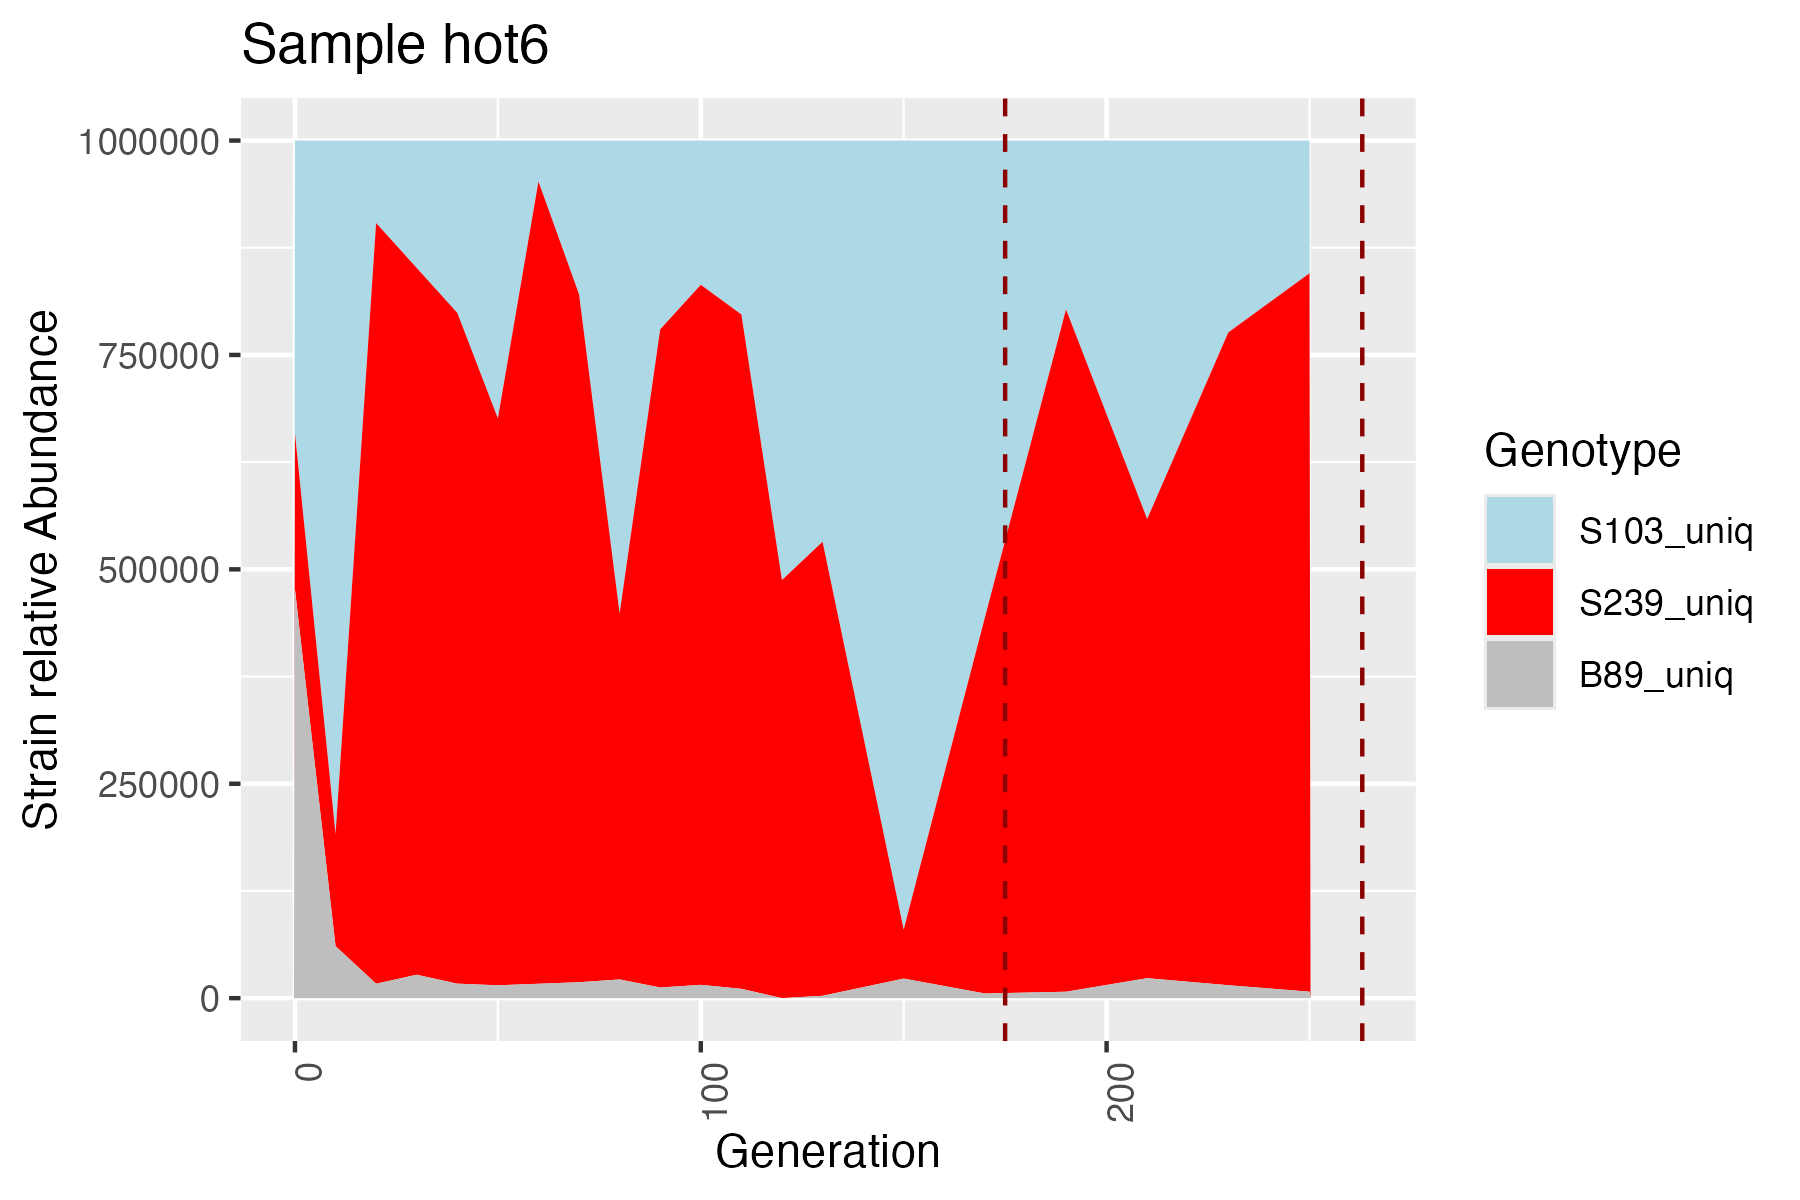 Sample hot6
1000000
750000
500000
250000
0
Strain relative Abundance
0
100
200
Generation
Genotype
S103_uniq
S239_uniq
B89_uniq